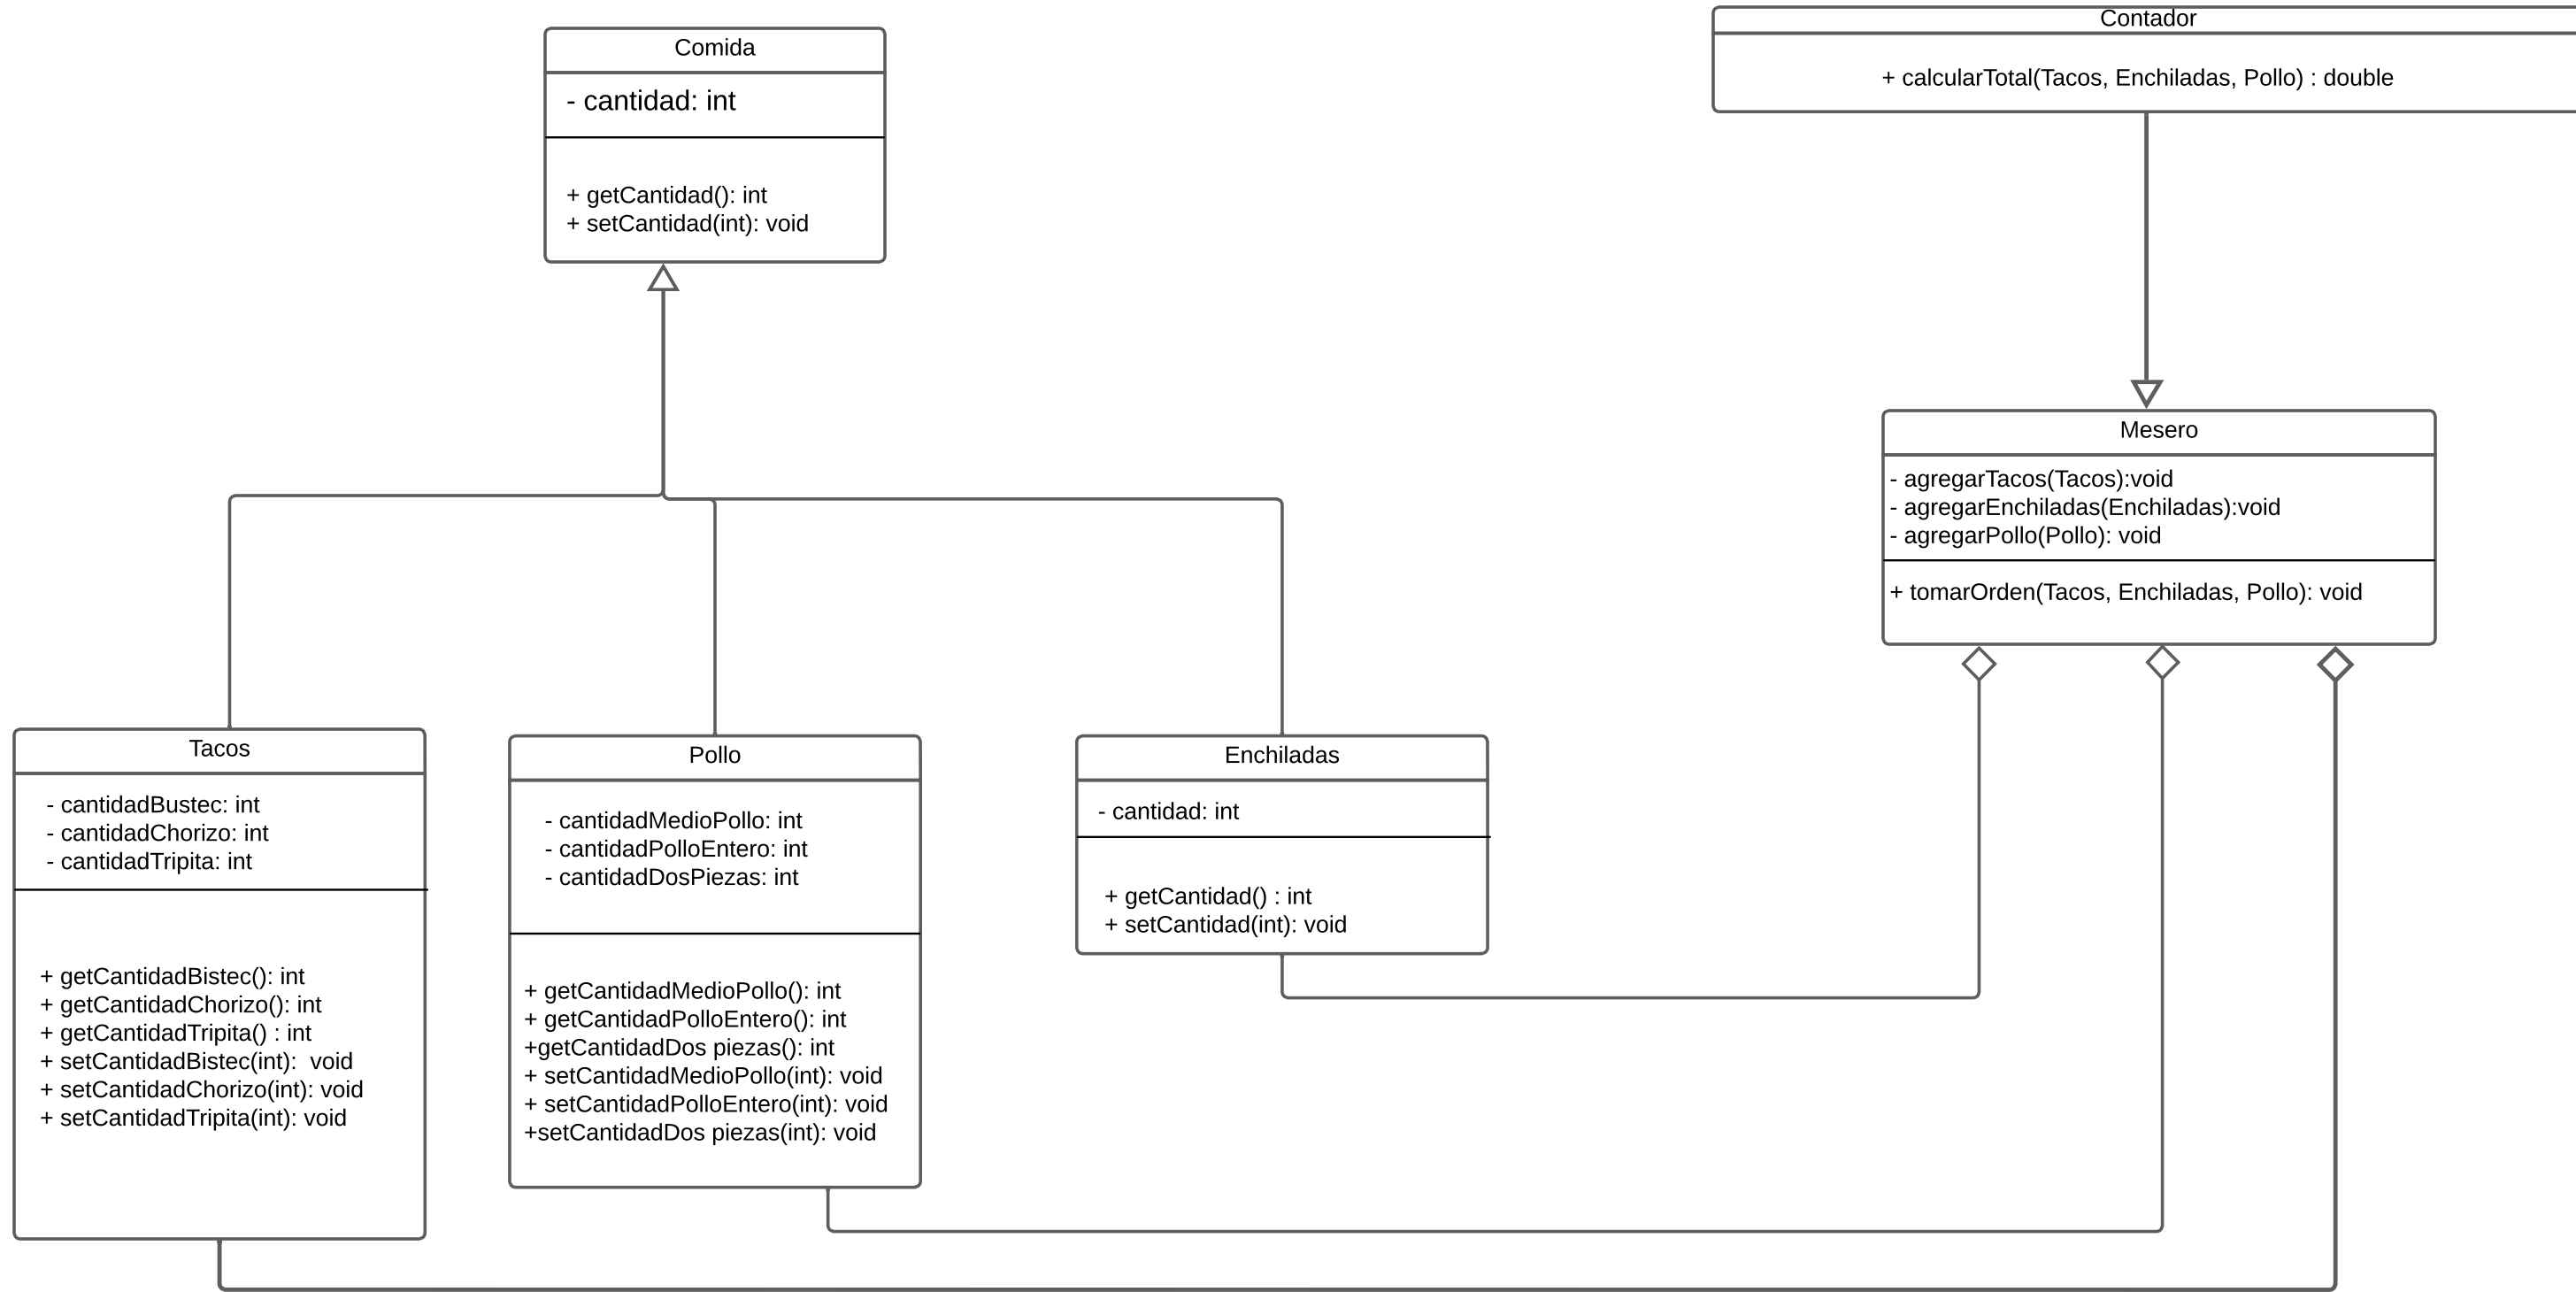 Comida
- cantidad: int
+ getCantidad(): int
+ setCantidad(int): void
Contador
+ calcularTotal(Tacos, Enchiladas, Pollo) : double
Mesero
- agregarTacos(Tacos):void
- agregarEnchiladas(Enchiladas):void
- agregarPollo(Pollo): void
+ tomarOrden(Tacos, Enchiladas, Pollo): void
Tacos
- cantidadBustec: int
- cantidadChorizo: int
- cantidadTripita: int
+ getCantidadBistec(): int
+ getCantidadChorizo(): int
+ getCantidadTripita() : int
+ setCantidadBistec(int):  void
+ setCantidadChorizo(int): void
+ setCantidadTripita(int): void
Pollo
- cantidadMedioPollo: int
- cantidadPolloEntero: int
- cantidadDosPiezas: int
+ getCantidadMedioPollo(): int
+ getCantidadPolloEntero(): int
+getCantidadDos piezas(): int
+ setCantidadMedioPollo(int): void
+ setCantidadPolloEntero(int): void
+setCantidadDos piezas(int): void
Enchiladas
- cantidad: int
+ getCantidad() : int
+ setCantidad(int): void